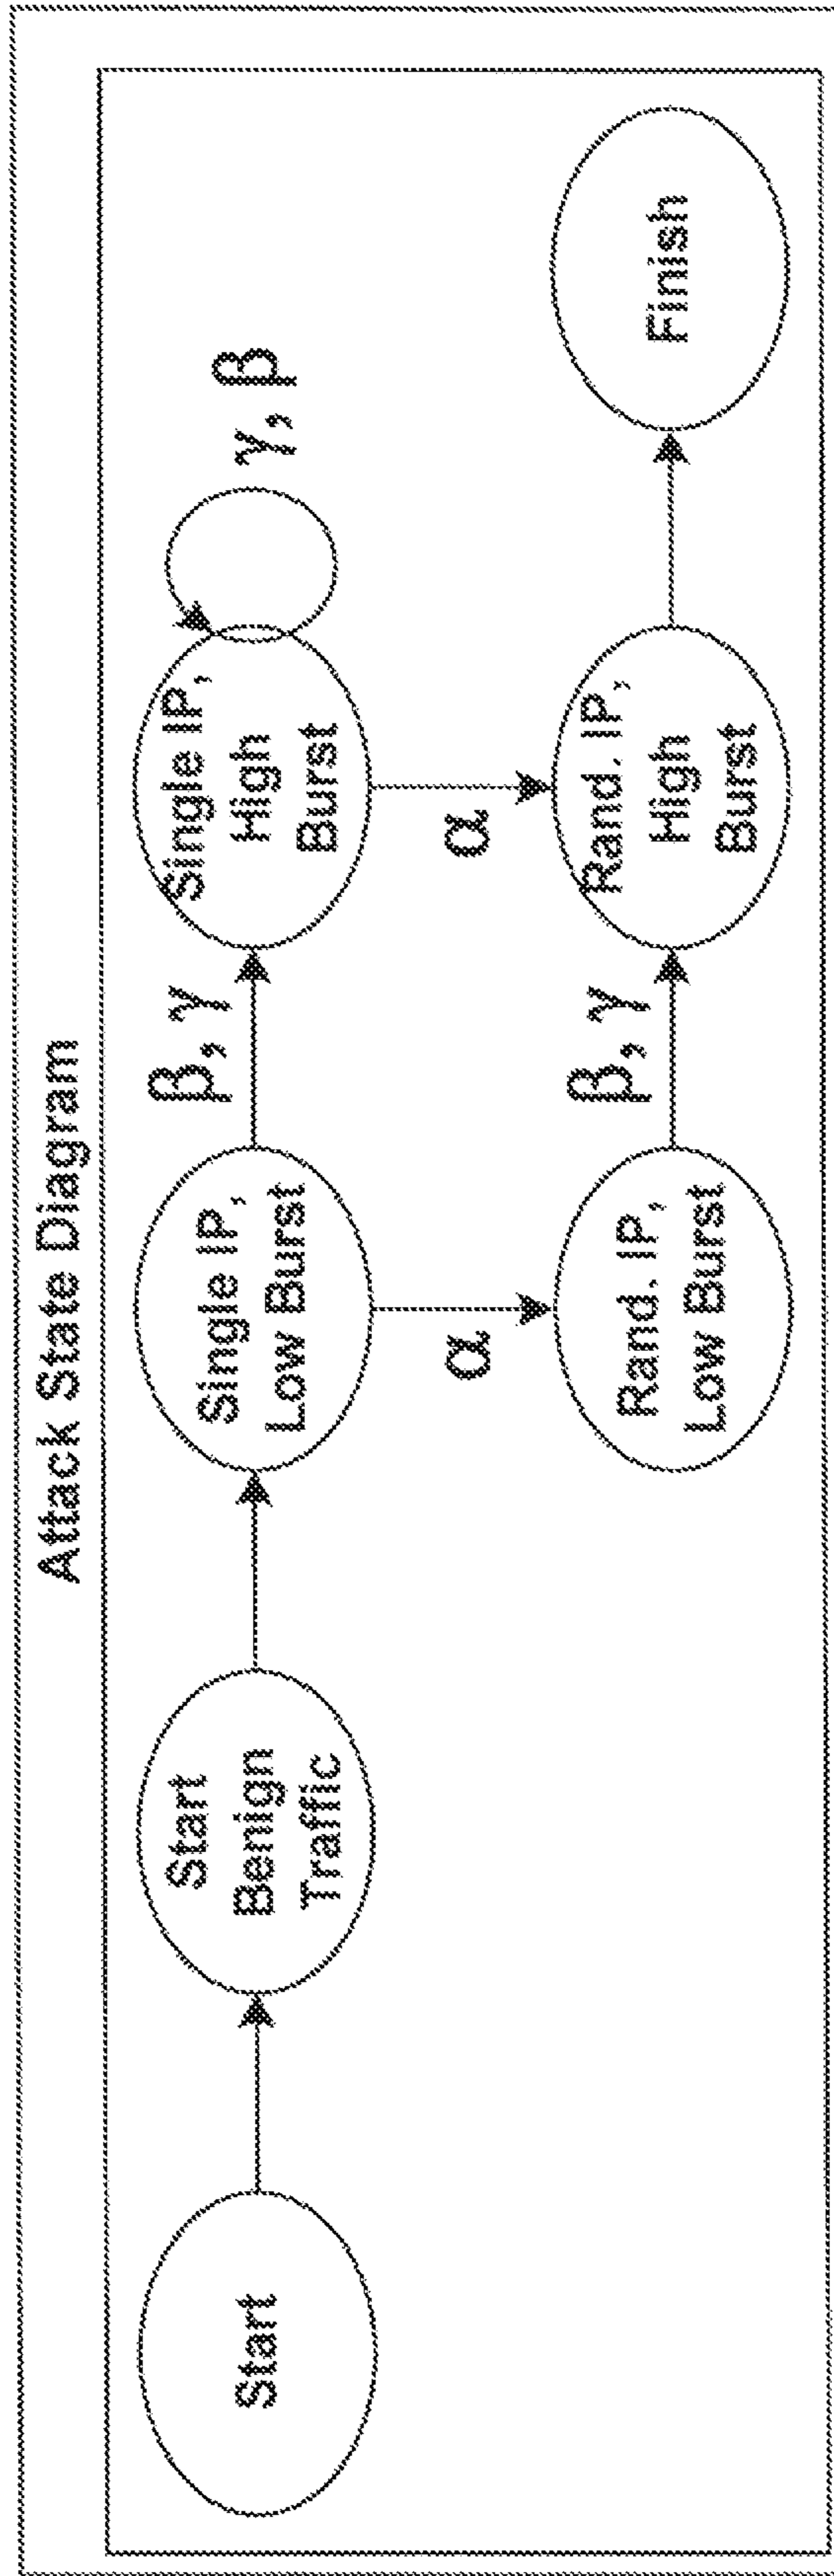 Attack State Diagram
Start
Start
Benign
Traffic
Single IP,
Low Burst
β, γ
Single IP,
High
Burst
γ, β
α
α
Rand. IP,
Low Burst
β, γ
Rand. IP,
High
Burst
Finish